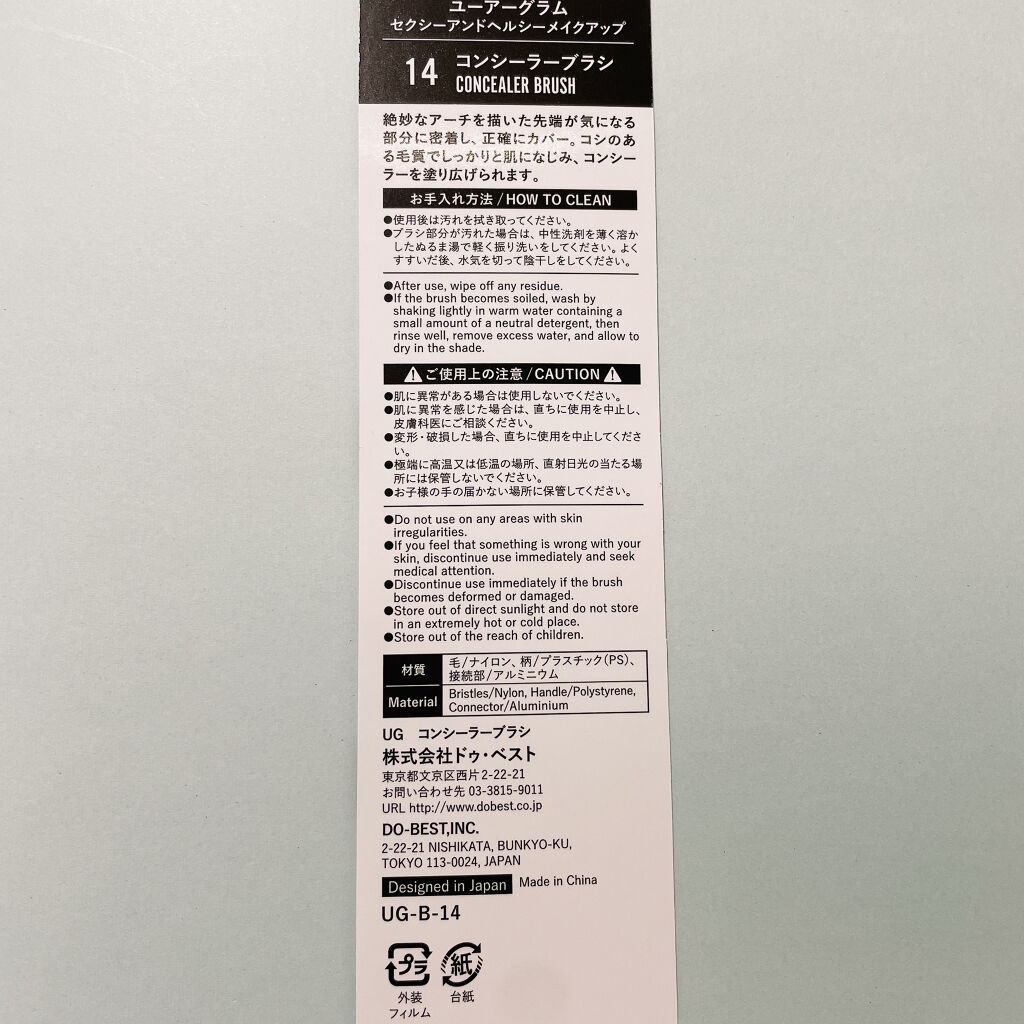 ユーアーグラム
セクシーアンドヘルシーメイクアップ
14 コンシーラーブラシ
CONCEALER BRUSH
絶妙なアーチを描いた先端が気になる
部分に密着し、正確にカバー。コシのあ
る毛質でしっかりと肌になじみ、コンシー
ラーを塗り広げられます。
お手入れ方法/HOW TO CLEAN
●使用後は汚れを拭き取ってください。
●ブラシ部分が汚れた場合は、中性洗剤を薄く溶か
したぬるま湯で軽く振り洗いをしてください。よく
すすいだ後、水気を切って陰干しをしてください。
●After use, wipe off any residue.
●If the brush becomes soiled, wash by
shaking lightly in warm water containing a
small amount of a neutral detergent, then
rinse well, remove excess water, and allow to
dry in the shade.
ご使用上の注意/CAUTION
●肌に異常がある場合は使用しないでください。
●肌に異常を感じた場合は、直ちに使用を中止し、
皮膚科医にご相談ください。
●変形・破損した場合、直ちに使用を中止してくださ
い。
●極端に高温又は低温の場所、直射日光の当たる場
所には保管しないでください。
●お子様の手の届かない場所に保管してください。
●Do not use on any areas with skin
irregularities.
●If you feel that something is wrong with your
skin, discontinue use immediately and seek
medical attention.
●Discontinue use immediately if the brush
becomes deformed or damaged.
●Store out of direct sunlight and do not store
in an extremely hot or cold place.
●Store out of the reach of children.
材質 毛/ナイロン、柄/プラスチック(PS)、
接続部/アルミニウム
Material Bristles/Nylon, Handle/Polystyrene,
Connector/Aluminium
UG コンシーラーブラシ
株式会社ドゥ・ベスト
東京都文京区西片2-22-21
お問い合わせ先 03-3815-9011
URL http://www.dobest.co.jp
DO-BEST,INC.
2-22-21 NISHIKATA, BUNKYO-KU,
TOKYO 113-0024, JAPAN
Designed in Japan Made in China
UG-B-14
プラ 紙
外装 台紙
フィルム